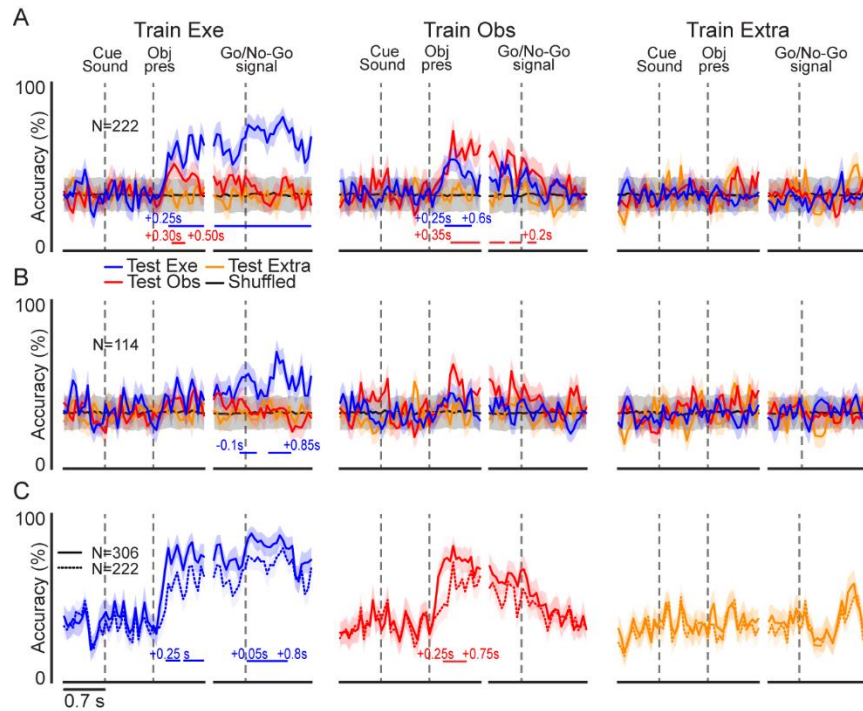 A
Train Exe
Train Obs
Train Extra
Cue Sound
Obj pres
Go/No-Go signal
Cue Sound
Obj pres
Go/No-Go signal
Cue Sound
Obj pres
Go/No-Go signal
100
Accuracy (%)
0
N=222
+0.25s
+0.30s +0.50s
+0.25s +0.6s
+0.35s +0.2s
Test Exe
Test Extra
Test Obs
Shuffled
B
100
Accuracy (%)
0
N=114
-0.1s +0.85s
C
100
Accuracy (%)
0
N=306
N=222
+0.25 s
+0.05s +0.8s
+0.25s +0.75s
0.7 s